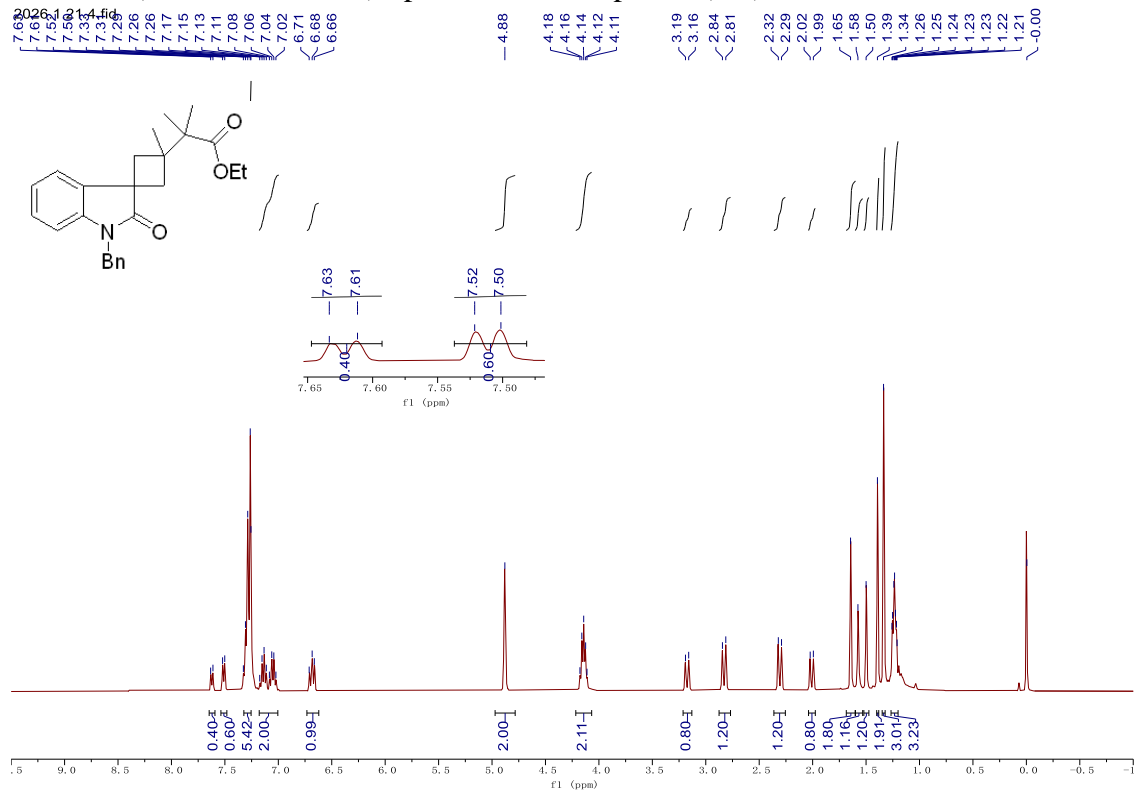 2026.1.21-4.fid
7.63 7.61 7.52 7.50 7.33 7.31 7.29 7.26 7.26 7.17 7.15 7.13 7.11 7.08 7.06 7.04 7.02 6.71 6.68 6.66 4.88 4.18 4.16 4.14 4.12 4.11 3.19 3.16 2.84 2.81 2.32 2.29 2.02 1.99 1.65 1.58 1.50 1.39 1.34 1.26 1.25 1.24 1.23 1.23 1.22 1.21 -0.00
O
OEt
N
O
Bn
7.63 7.61 7.52 7.50
0.40 0.60
7.65 7.60 7.55 7.50
f1 (ppm)
0.40 0.60 5.42 2.00 0.99 2.00 2.11 0.80 1.20 1.20 0.80 1.80 1.16 1.20 1.91 3.01 3.23
.5 9.0 8.5 8.0 7.5 7.0 6.5 6.0 5.5 5.0 4.5 4.0 3.5 3.0 2.5 2.0 1.5 1.0 0.5 0.0 -0.5 -1
f1 (ppm)